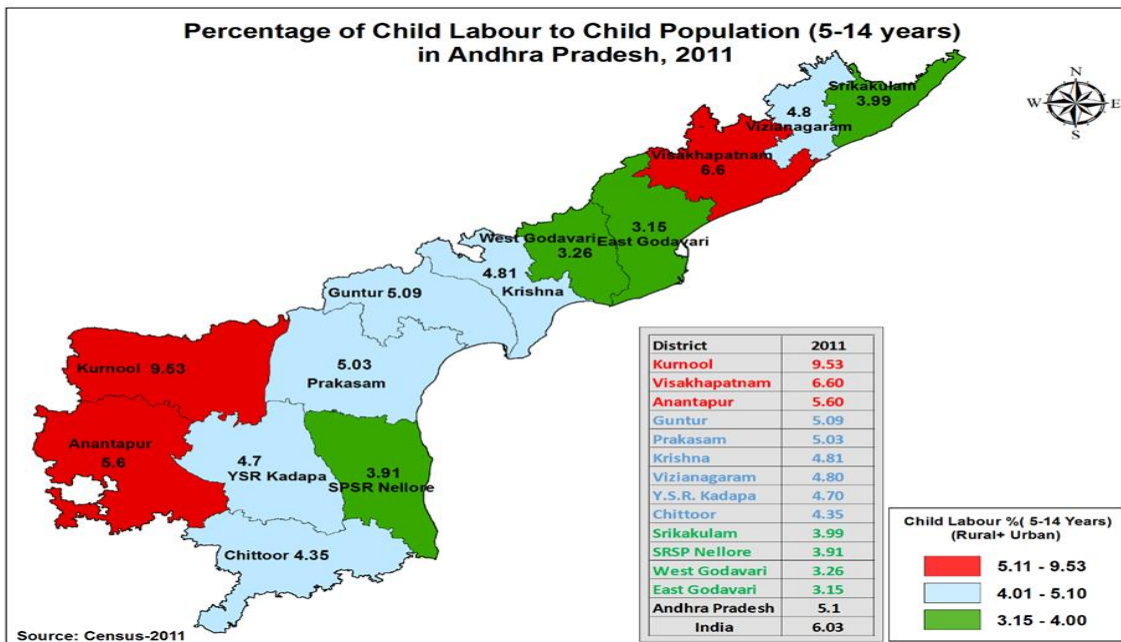 Percentage of Child Labour to Child Population (5-14 years)
in Andhra Pradesh, 2011
N
W E
S
Srikakulam
3.99
4.8
Vizianagaram
Visakhapatnam
6.6
3.15
East Godavari
West Godavari
3.26
4.81
Krishna
Guntur 5.09
5.03
Prakasam
Kurnool 9.53
Anantapur
5.6
4.7
YSR Kadapa
3.91
SPSR Nellore
Chittoor 4.35
District 2011
Kurnool 9.53
Visakhapatnam 6.60
Anantapur 5.60
Guntur 5.09
Prakasam 5.03
Krishna 4.81
Vizianagaram 4.80
Y.S.R. Kadapa 4.70
Chittoor 4.35
Srikakulam 3.99
SRSP Nellore 3.91
West Godavari 3.26
East Godavari 3.15
Andhra Pradesh 5.1
India 6.03
Child Labour %( 5-14 Years)
(Rural+ Urban)
5.11 - 9.53
4.01 - 5.10
3.15 - 4.00
Source: Census-2011